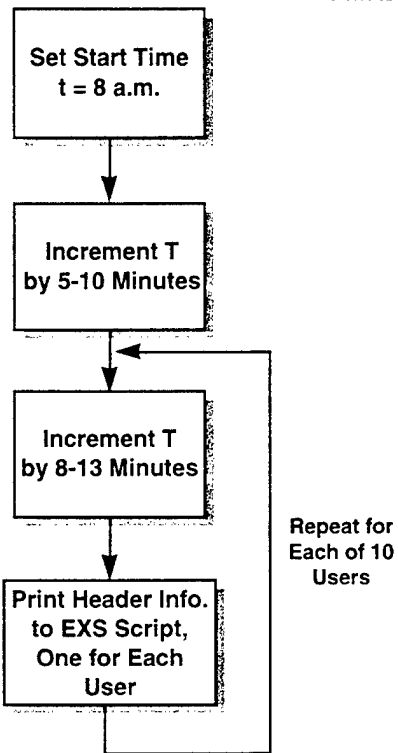 Set Start Time
t = 8 a.m.
Increment T
by 5-10 Minutes
Increment T
by 8-13 Minutes
Repeat for
Each of 10
Users
Print Header Info.
to EXS Script,
One for Each
User